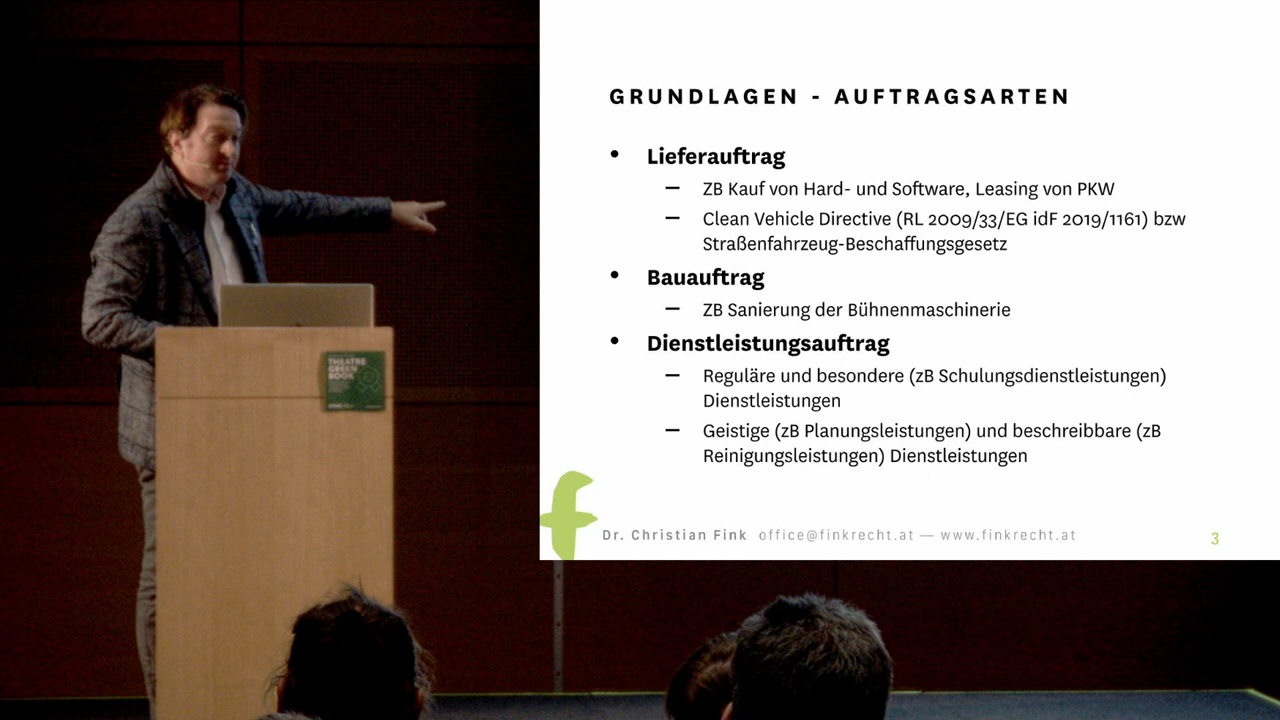 GRUNDLAGEN - AUFTRAGSARTEN
• Lieferauftrag
— ZB Kauf von Hard- und Software, Leasing von PKW
— Clean Vehicle Directive (RL 2009/33/EG idF 2019/1161) bzw
Straßenfahrzeug-Beschaffungsgesetz
• Bauauftrag
— ZB Sanierung der Bühnenmaschinerie
• Dienstleistungsauftrag
— Reguläre und besondere (zB Schulungsdienstleistungen)
Dienstleistungen
— Geistige (zB Planungsleistungen) und beschreibbare (zB
Reinigungsleistungen) Dienstleistungen
f
Dr. Christian Fink office@finkrecht.at — www.finkrecht.at
3
THEATRE
GREEN
BOOK